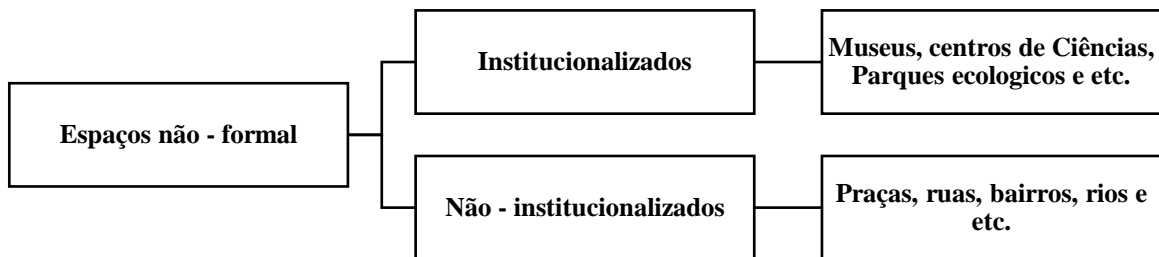 Espaços não - formal
Institucionalizados
Museus, centros de Ciências,
Parques ecologicos e etc.
Não - institucionalizados
Praças, ruas, bairros, rios e
etc.